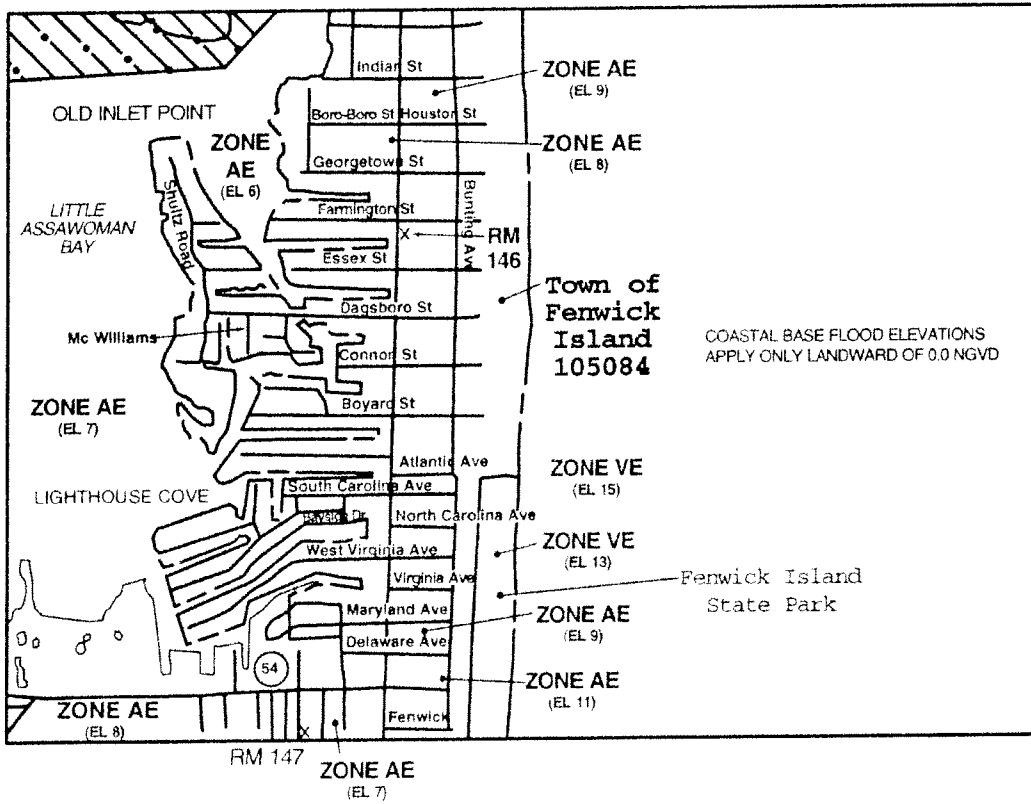 Indian St
ZONE AE
(EL 9)
OLD INLET POINT
Boro-Boro St Houston St
ZONE
AE
(EL 6)
ZONE AE
(EL 8)
Georgetown St
Shultz Road
LITTLE
ASSAWOMAN
BAY
Farmington St
Bunting Av
RM
146
X
Essex St
Town of
Fenwick
Island
105084
Dagsboro St
Mc Williams
COASTAL BASE FLOOD ELEVATIONS
APPLY ONLY LANDWARD OF 0.0 NGVD
Connor St
ZONE AE
(EL 7)
Boyard St
Atlantic Ave
ZONE VE
(EL 15)
South Carolina Ave
LIGHTHOUSE COVE
Bayside Dr
North Carolina Ave
West Virginia Ave
ZONE VE
(EL 13)
Virginia Ave
Fenwick Island
State Park
Maryland Ave
ZONE AE
(EL 9)
Delaware Ave
54
ZONE AE
(EL 11)
ZONE AE
(EL 8)
Fenwick
X
RM 147
ZONE AE
(EL 7)